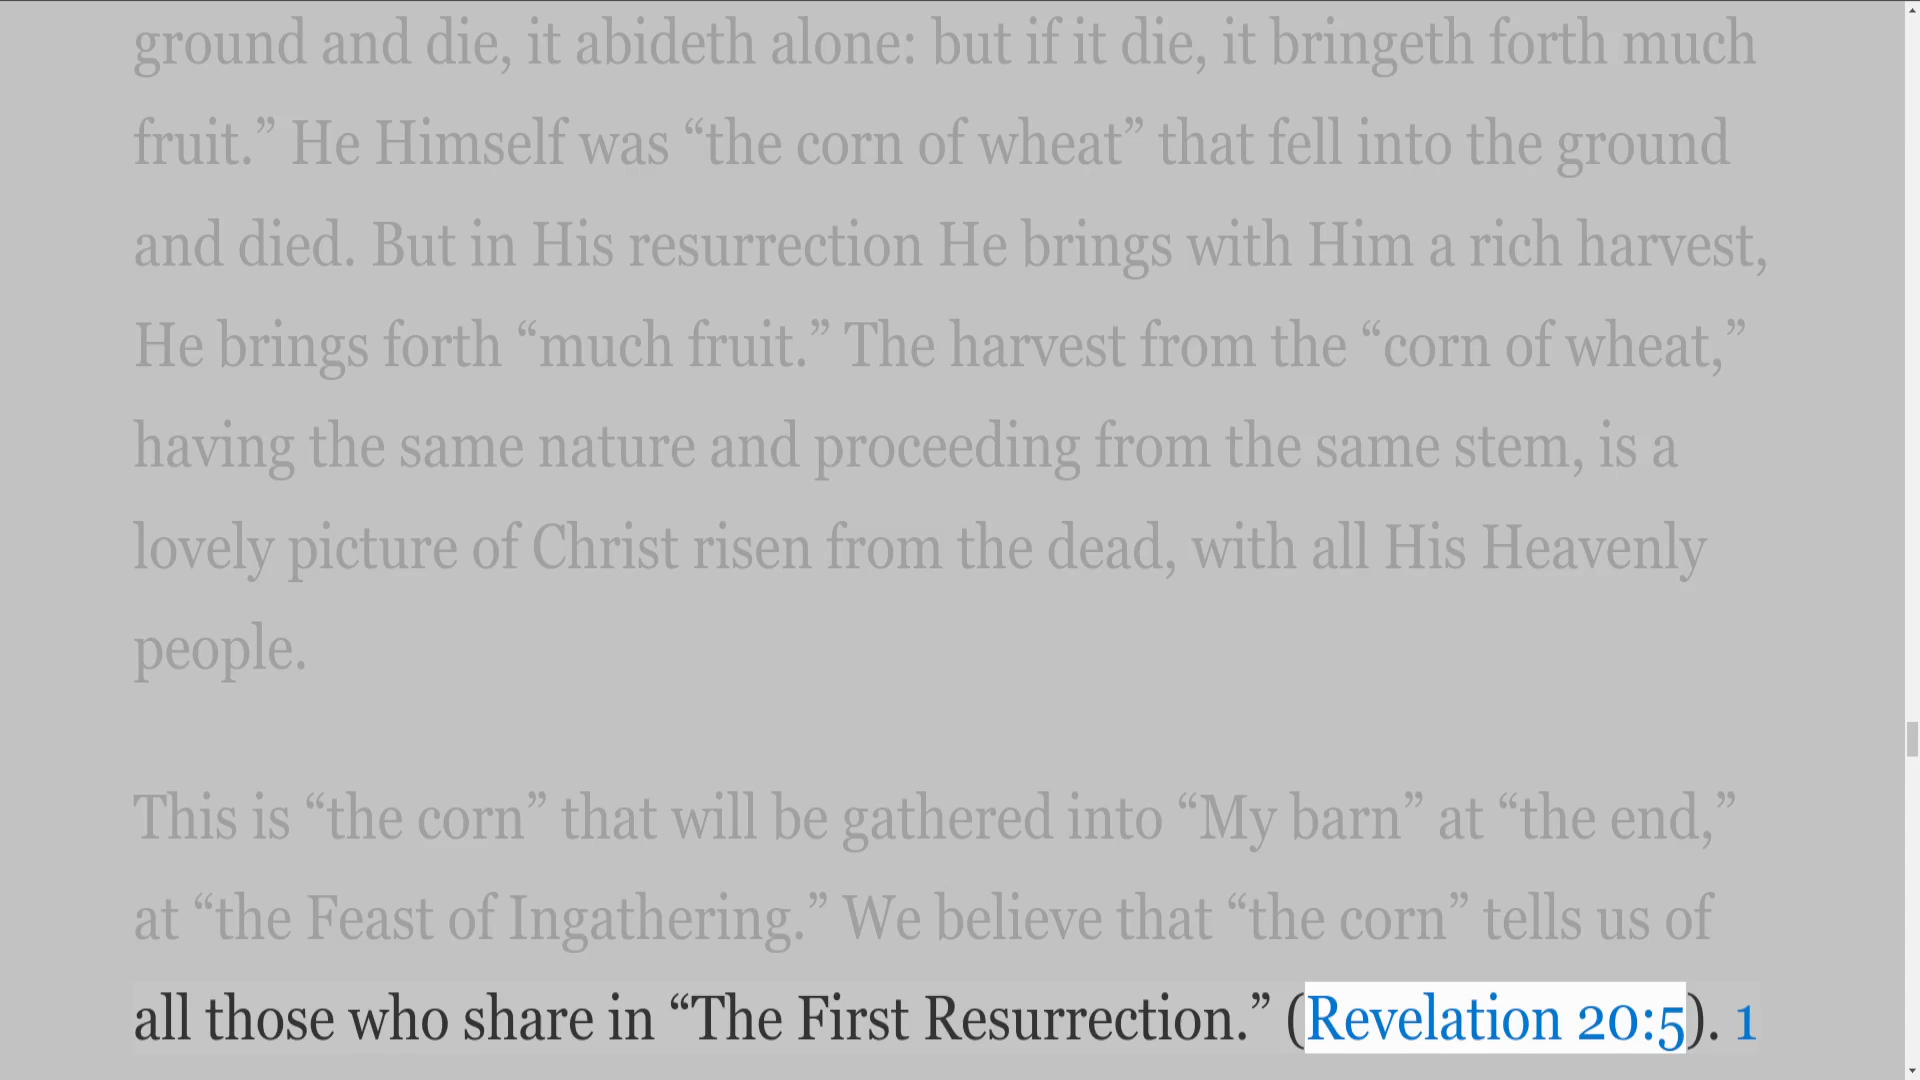 ground and die, it abideth alone: but if it die, it bringeth forth much
fruit.” He Himself was “the corn of wheat” that fell into the ground
and died. But in His resurrection He brings with Him a rich harvest,
He brings forth “much fruit.” The harvest from the “corn of wheat,”
having the same nature and proceeding from the same stem, is a
lovely picture of Christ risen from the dead, with all His Heavenly
people.
This is “the corn” that will be gathered into “My barn” at “the end,”
at “the Feast of Ingathering.” We believe that “the corn” tells us of
all those who share in “The First Resurrection.” (Revelation 20:5). 1